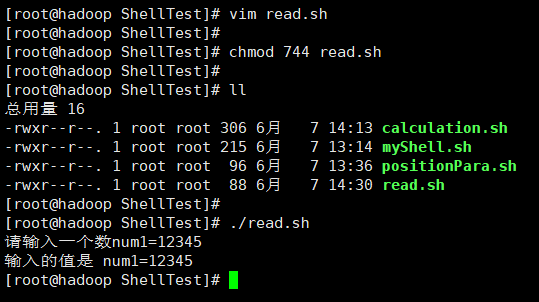 [root@hadoop ShellTest]# vim read.sh
[root@hadoop ShellTest]#
[root@hadoop ShellTest]# chmod 744 read.sh
[root@hadoop ShellTest]#
[root@hadoop ShellTest]# ll
总用量 16
-rwxr--r--. 1 root root 306 6月   7 14:13 calculation.sh
-rwxr--r--. 1 root root 215 6月   7 13:14 myShell.sh
-rwxr--r--. 1 root root  96 6月   7 13:36 positionPara.sh
-rwxr--r--. 1 root root  88 6月   7 14:30 read.sh
[root@hadoop ShellTest]#
[root@hadoop ShellTest]# ./read.sh
请输入一个数num1=12345
输入的值是 num1=12345
[root@hadoop ShellTest]#